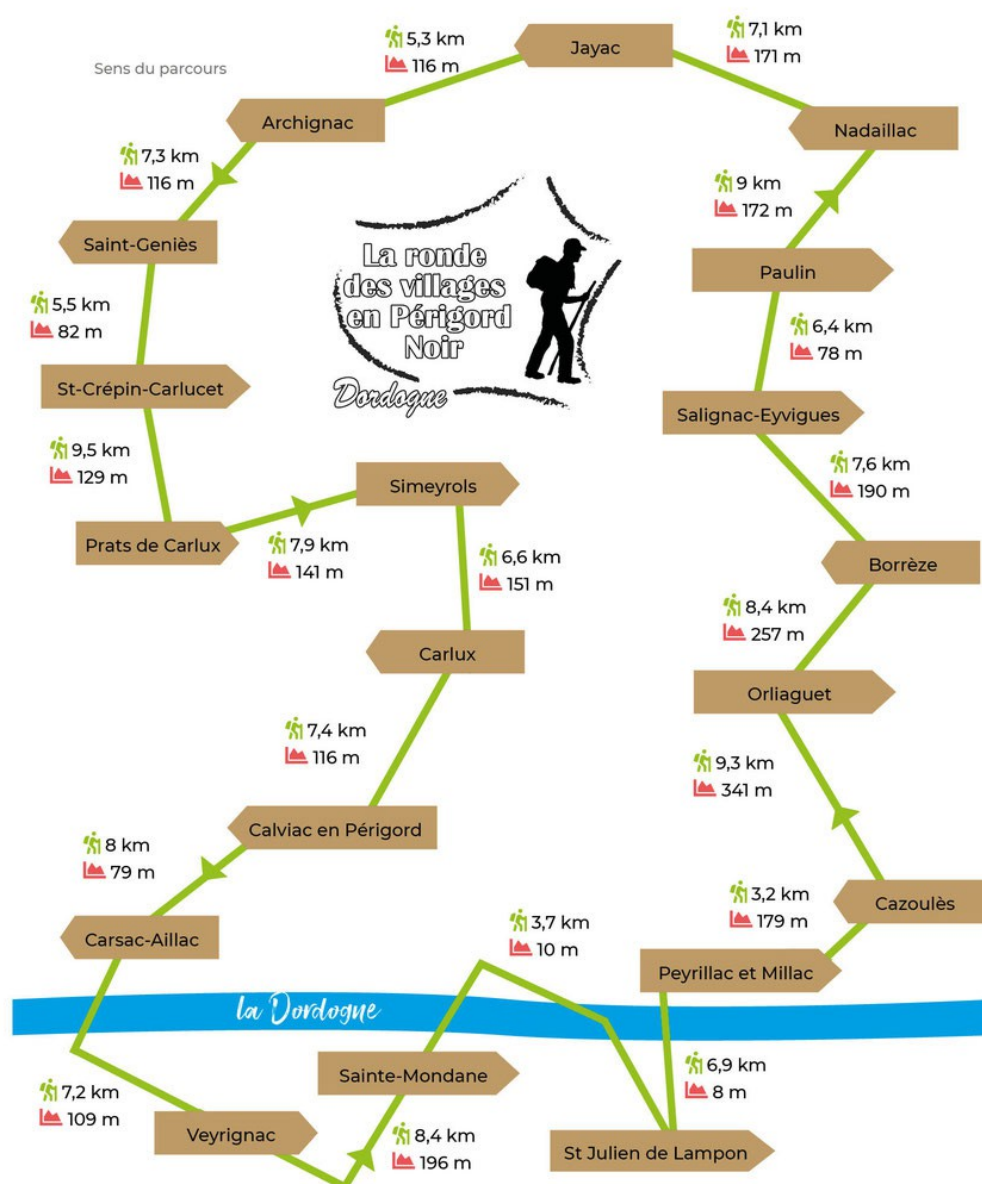 Sens du parcours
5,3 km
116 m
Jayac
7,1 km
171 m
Archignac
Nadaillac
7,3 km
116 m
9 km
172 m
Saint-Geniès
Paulin
La ronde
des villages
en Périgord
Noir
Dordogne
5,5 km
82 m
6,4 km
78 m
St-Crépin-Carlucet
Salignac-Eyvigues
9,5 km
129 m
7,6 km
190 m
Simeyrols
Prats de Carlux
7,9 km
141 m
6,6 km
151 m
Borrèze
8,4 km
257 m
Carlux
Orliaguet
7,4 km
116 m
9,3 km
341 m
Calviac en Périgord
8 km
79 m
Cazoulès
3,2 km
179 m
Carsac-Aillac
3,7 km
10 m
Peyrillac et Millac
la Dordogne
Sainte-Mondane
6,9 km
8 m
7,2 km
109 m
Veyrignac
8,4 km
196 m
St Julien de Lampon